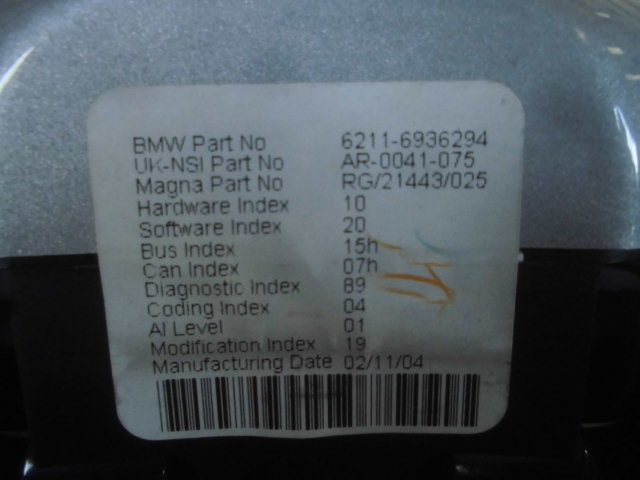 BMW Part No 6211-6936294
UK-NSI Part No AR-0041-075
Magna Part No RG/21443/025
Hardware Index 10
Software Index 20
Bus Index 15h
Can Index 07h
Diagnostic Index 89
Coding Index 04
AI Level 01
Modification Index 19
Manufacturing Date 02/11/04